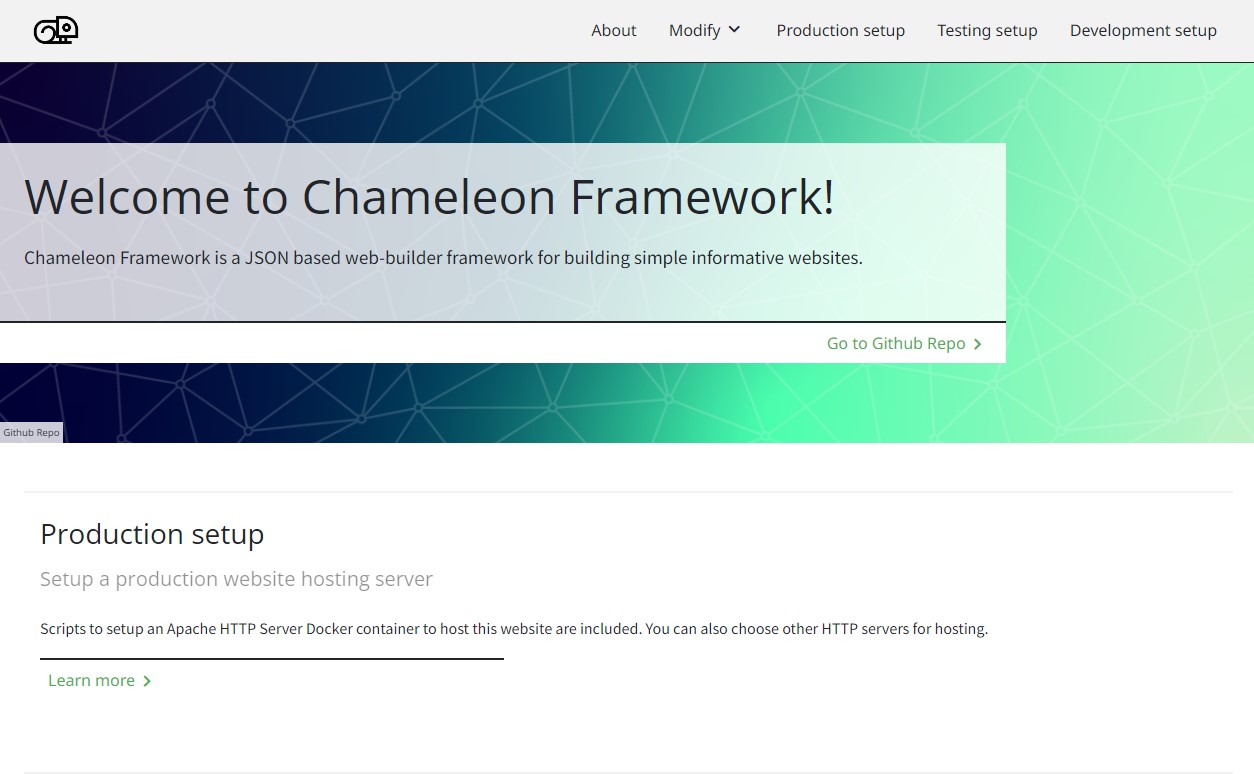 About Modify Production setup Testing setup Development setup
Welcome to Chameleon Framework!
Chameleon Framework is a JSON based web-builder framework for building simple informative websites.
Go to Github Repo
Github Repo
Production setup
Setup a production website hosting server
Scripts to setup an Apache HTTP Server Docker container to host this website are included. You can also choose other HTTP servers for hosting.
Learn more